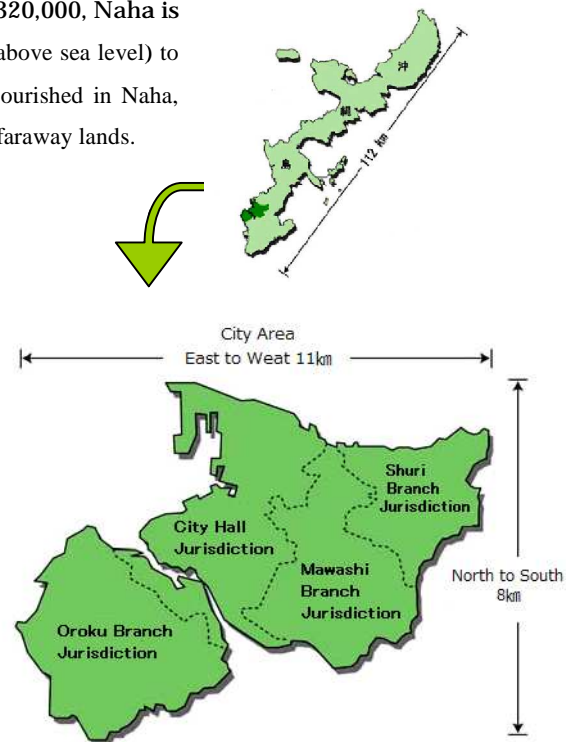 320,000, Naha is
above sea level) to
ourished in Naha,
faraway lands.
沖
縄
島
112 km
City Area
East to Weat 11㎞
Shuri
Branch
Jurisdiction
City Hall
Jurisdiction
Mawashi
Branch
Jurisdiction
North to South
8㎞
Oroku Branch
Jurisdiction